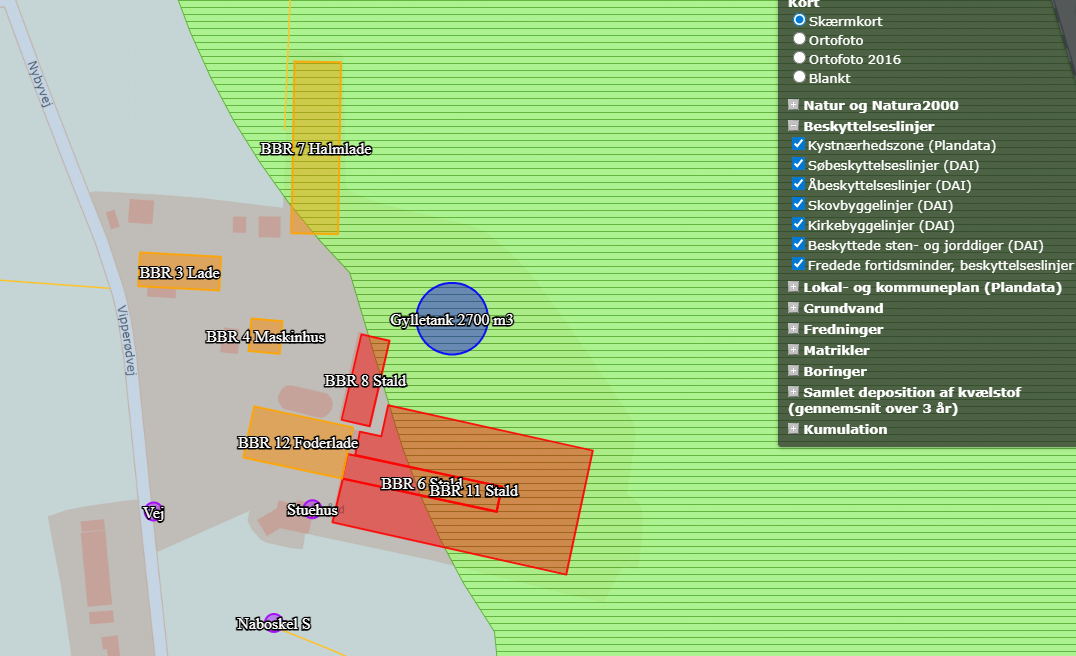 Kort
Skærmkort
Ortofoto
Ortofoto 2016
Blankt
Natur og Natura2000
Beskyttelseslinjer
Kystnærhedszone (Plandata)
Søbeskyttelseslinjer (DAI)
Åbeskyttelseslinjer (DAI)
Skovbyggelinjer (DAI)
Kirkebyggelinjer (DAI)
Beskyttede sten- og jorddiger (DAI)
Fredede fortidsminder, beskyttelseslinjer
Lokal- og kommuneplan (Plandata)
Grundvand
Fredninger
Matrikler
Boringer
Samlet deposition af kvælstof
(gennemsnit over 3 år)
Kumulation
Nybyvej
BBR 7 Halmlade
BBR 3 Lade
Vipperødvej
Gylletank 2700 m3
BBR 4 Maskinhus
BBR 8 Stald
BBR 12 Foderlade
BBR 6 Stald
BBR 11 Stald
Stuehus
Vej
Naboskel S